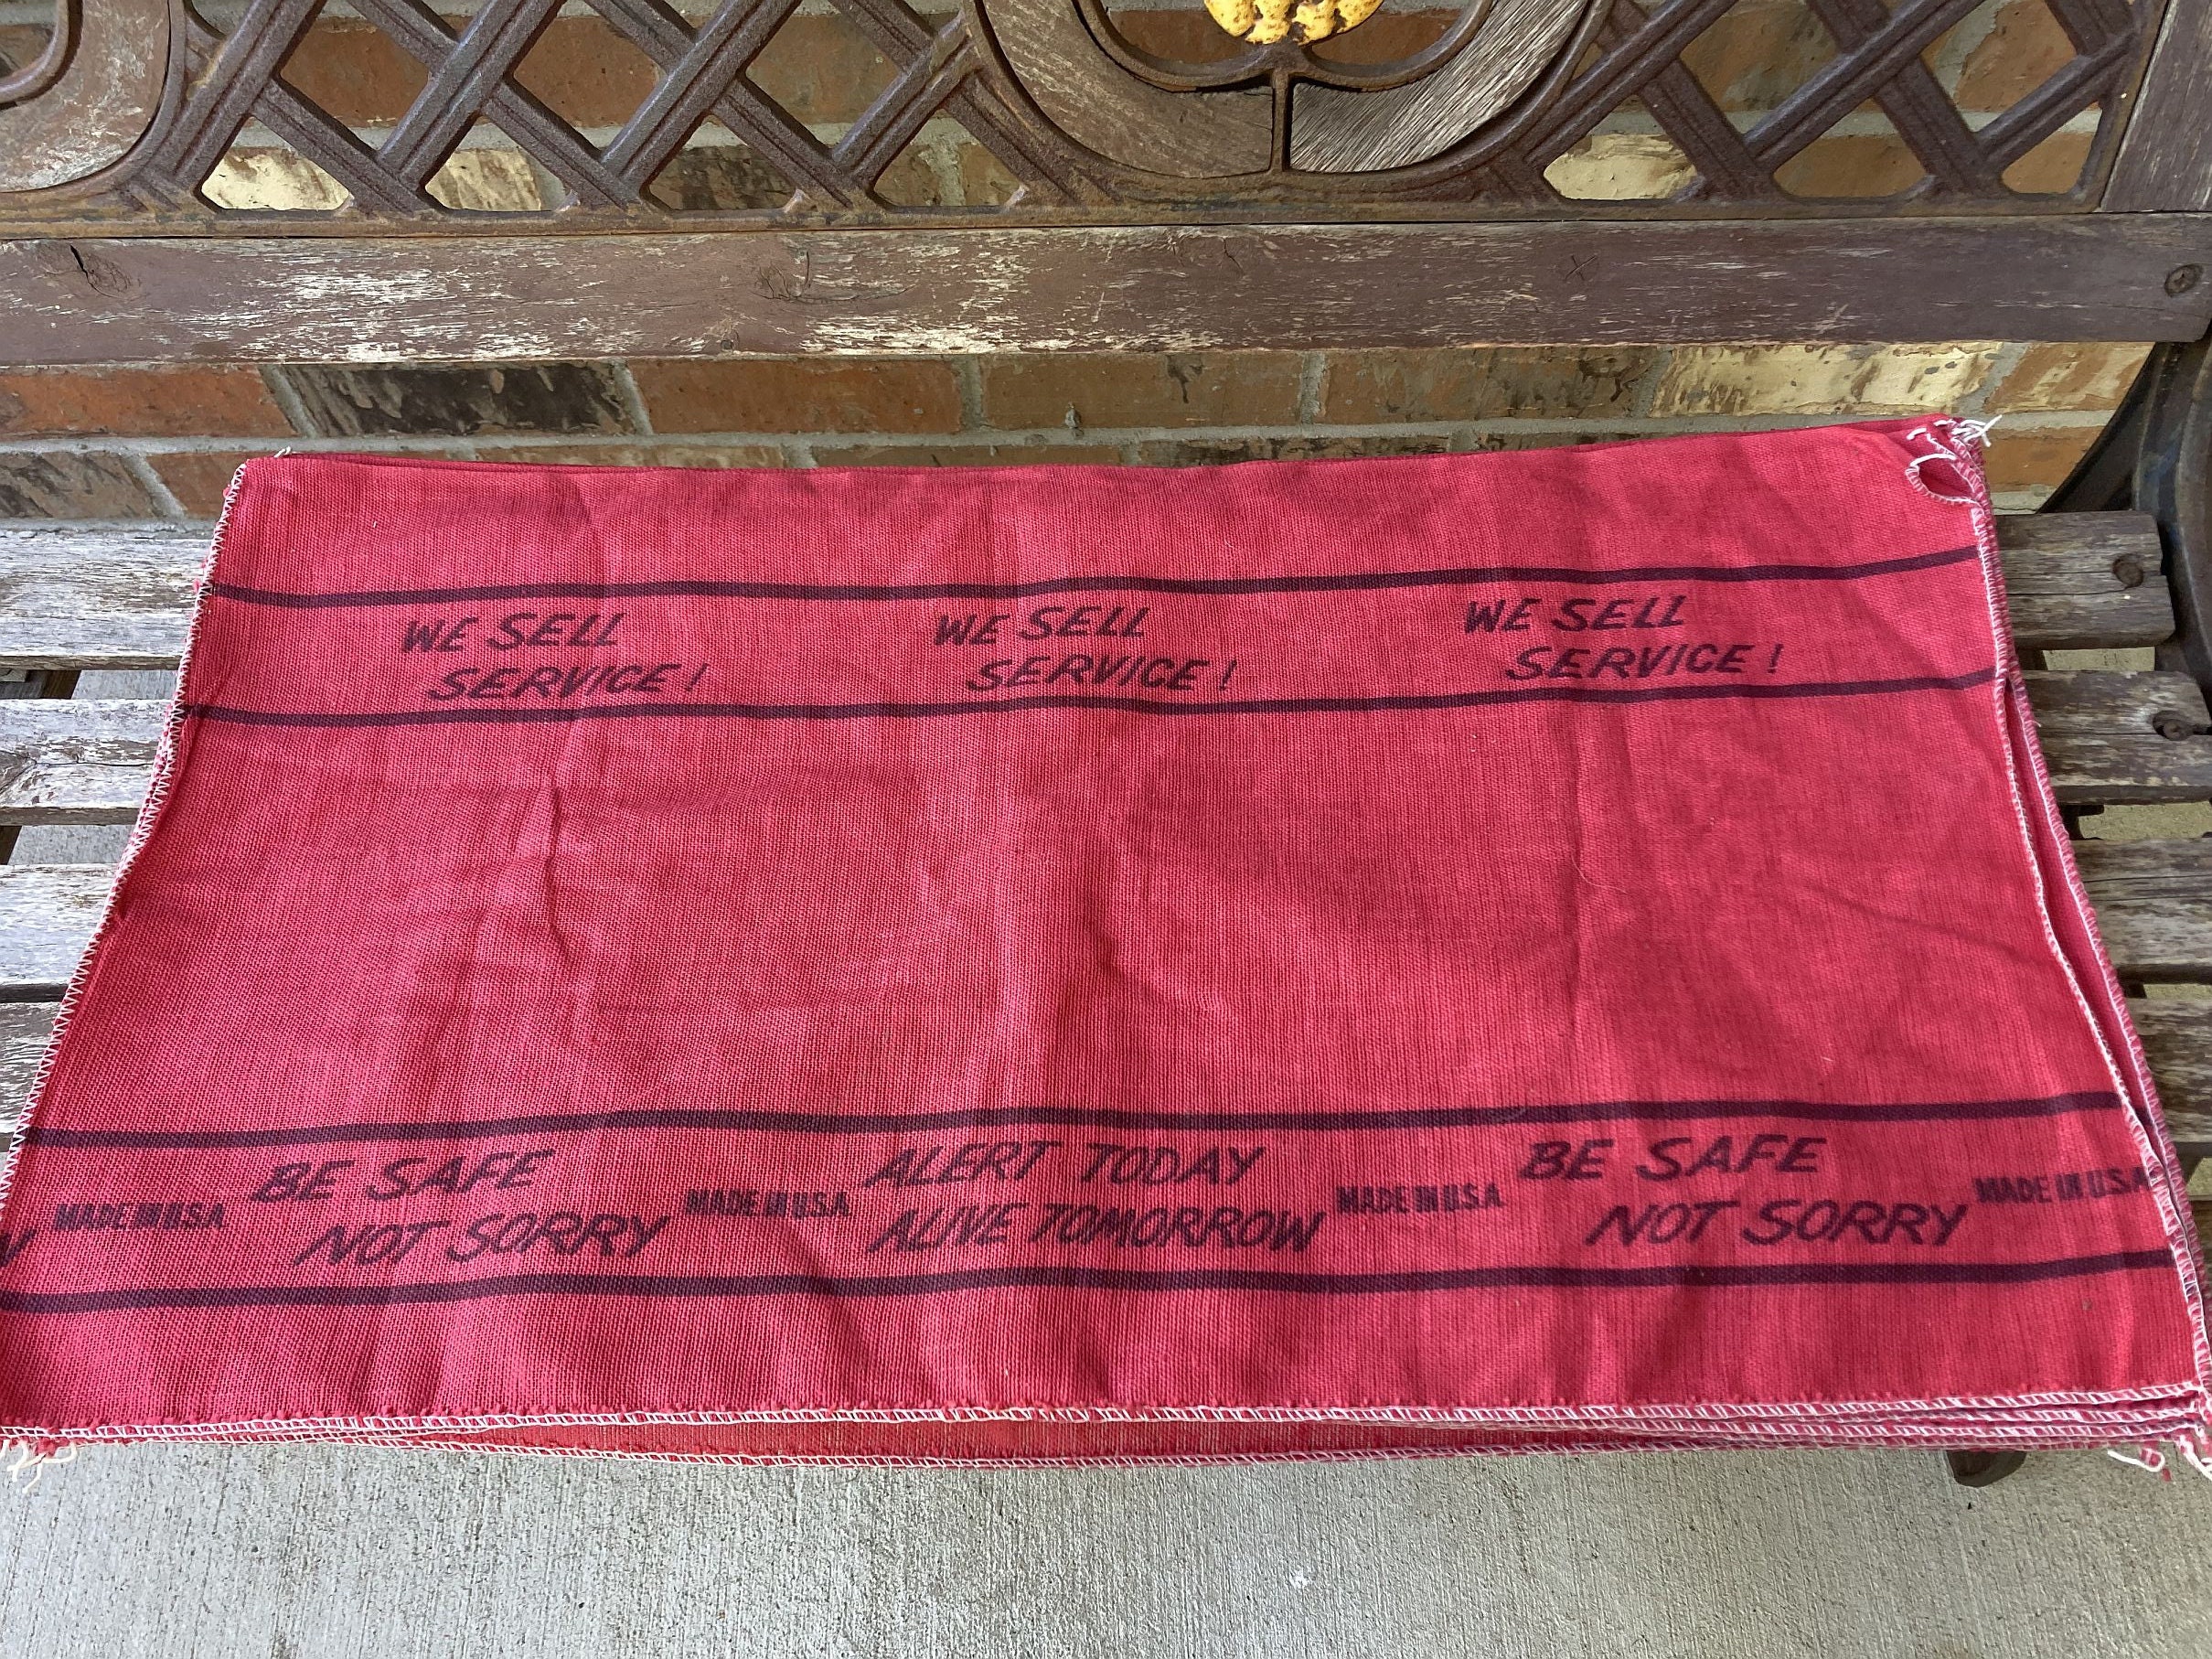 WE SELL SERVICE! WE SELL SERVICE! WE SELL SERVICE!
MADE IN U.S.A. BE SAFE NOT SORRY MADE IN U.S.A. ALERT TODAY ALIVE TOMORROW MADE IN U.S.A. BE SAFE NOT SORRY MADE IN U.S.A.